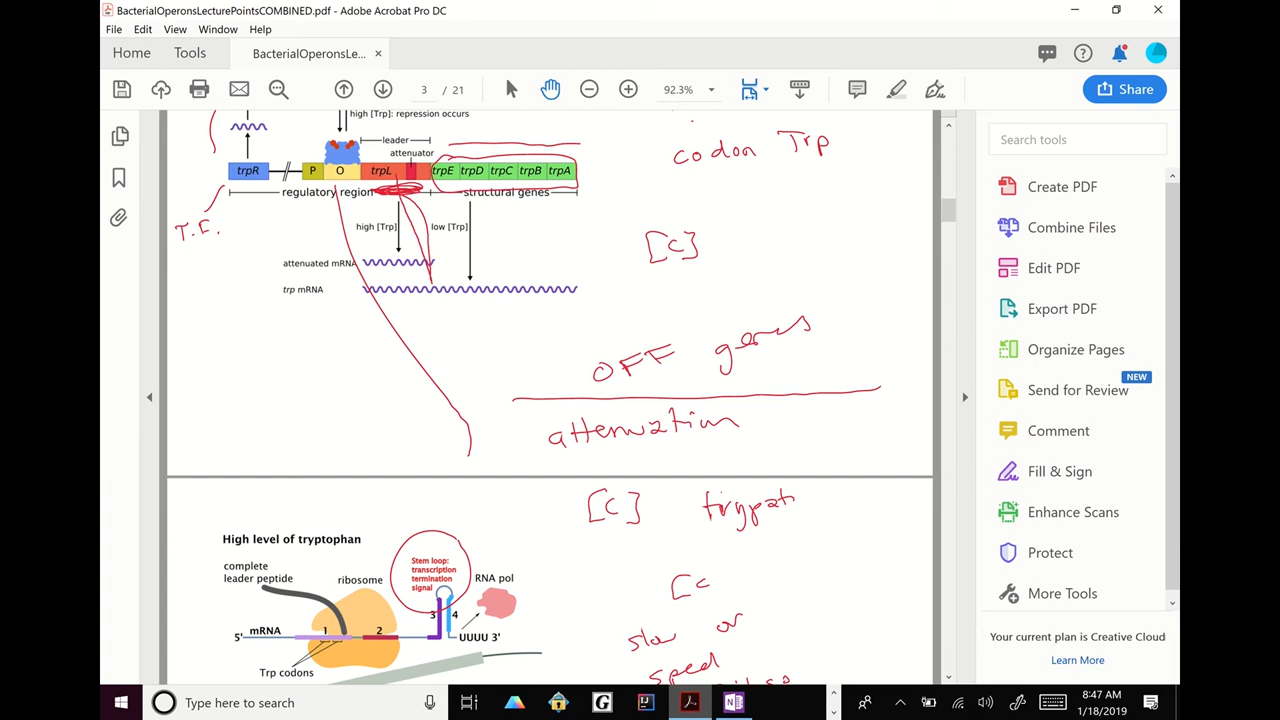 BacterialOperonsLecturePointsCOMBINED.pdf - Adobe Acrobat Pro DC
File Edit View Window Help
Home Tools BacterialOperonsLe... ×
3 / 21 92.3% Share
high [Trp]: repression occurs
leader
attenuator
trpR P O trpL trpE trpD trpC trpB trpA
regulatory region structural genes
T.F.
high [Trp] low [Trp]
attenuated mRNA
trp mRNA
codon Trp
[C]
OFF genes
attenuation
[C] trypat
High level of tryptophan
complete
leader peptide
ribosome
Stem loop:
transcription
termination
signal
RNA pol
3 4
5' mRNA 1 2 UUUU 3'
Trp codons
[c
slow or
speed
Search tools
Create PDF
Combine Files
Edit PDF
Export PDF
Organize Pages
NEW
Send for Review
Comment
Fill & Sign
Enhance Scans
Protect
More Tools
Your current plan is Creative Cloud
Learn More
Type here to search
8:47 AM
1/18/2019